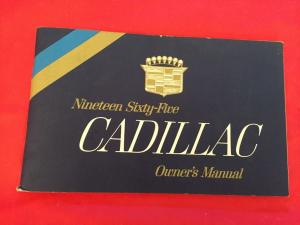 Nineteen Sixty-Five
CADILLAC
Owner's Manual